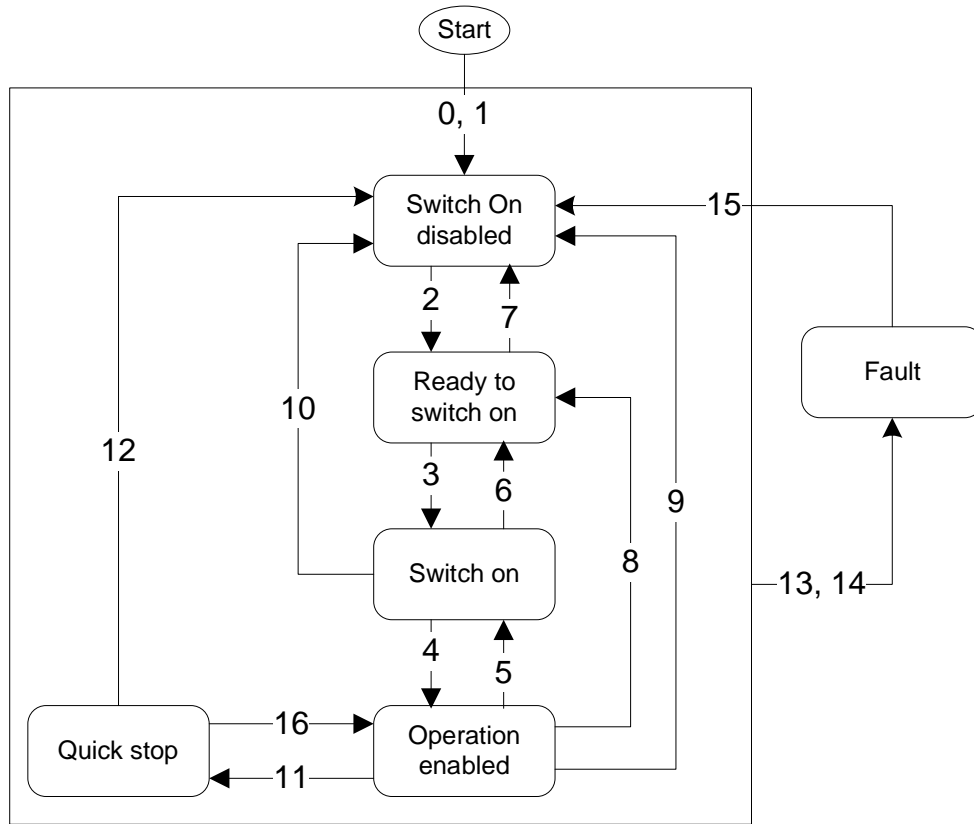 Start
0, 1
Switch On
disabled
15
2
7
Ready to
switch on
Fault
10
12
3
6
9
Switch on
8
13, 14
4
5
16
Operation
enabled
Quick stop
11